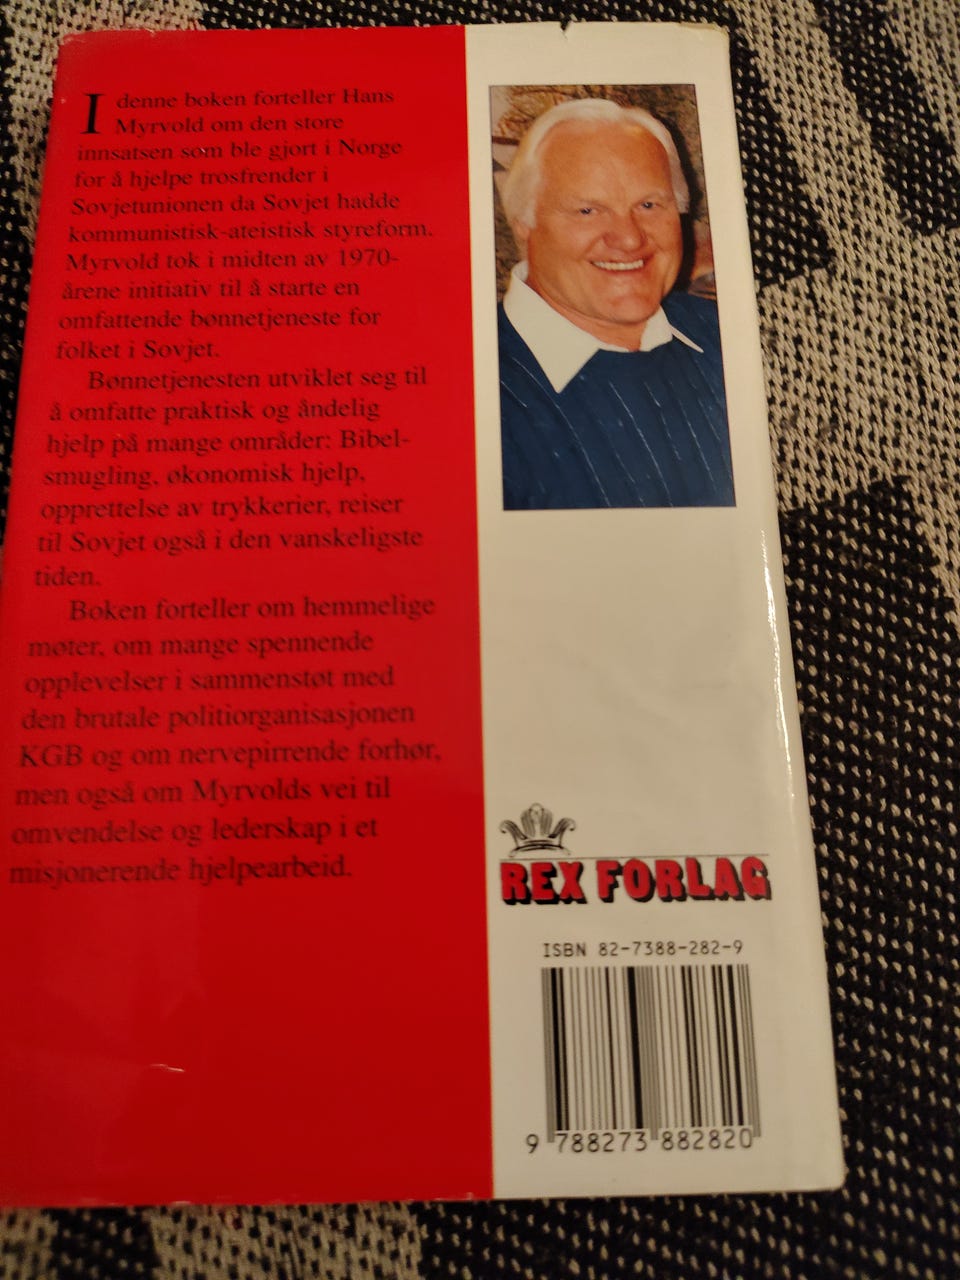 I denne boken forteller Hans
Myrvold om den store
innsatsen som ble gjort i Norge
for å hjelpe trosfrender i
Sovjetunionen da Sovjet hadde
kommunistisk-ateistisk styreform.
Myrvold tok i midten av 1970-
årene initiativ til å starte en
omfattende bønnetjeneste for
folket i Sovjet.
Bønnetjenesten utviklet seg til
å omfatte praktisk og åndelig
hjelp på mange områder: Bibel-
smugling, økonomisk hjelp,
opprettelse av trykkerier, reiser
til Sovjet også i den vanskeligste
tiden.
Boken forteller om hemmelige
møter, om mange spennende
opplevelser i sammenstøt med
den brutale politiorganisasjonen
KGB og om nervepirrende forhør,
men også om Myrvolds vei til
omvendelse og lederskap i et
misjonerende hjelpearbeid.
REX FORLAG
ISBN 82-7388-282-9
9 788273 882820